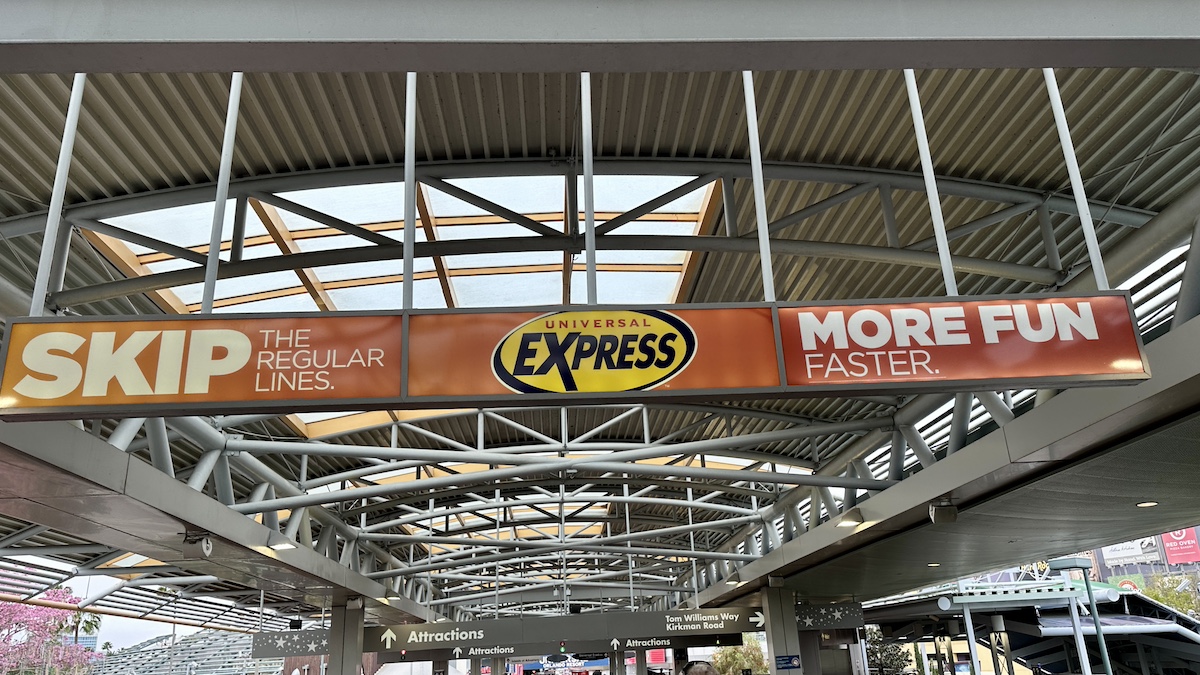 SKIP
THE
REGULAR
LINES.
UNIVERSAL
EXPRESS
MORE FUN
FASTER.
Attractions
Tom Williams Way
Kirkman Road
Attractions
Attractions
RED OVEN